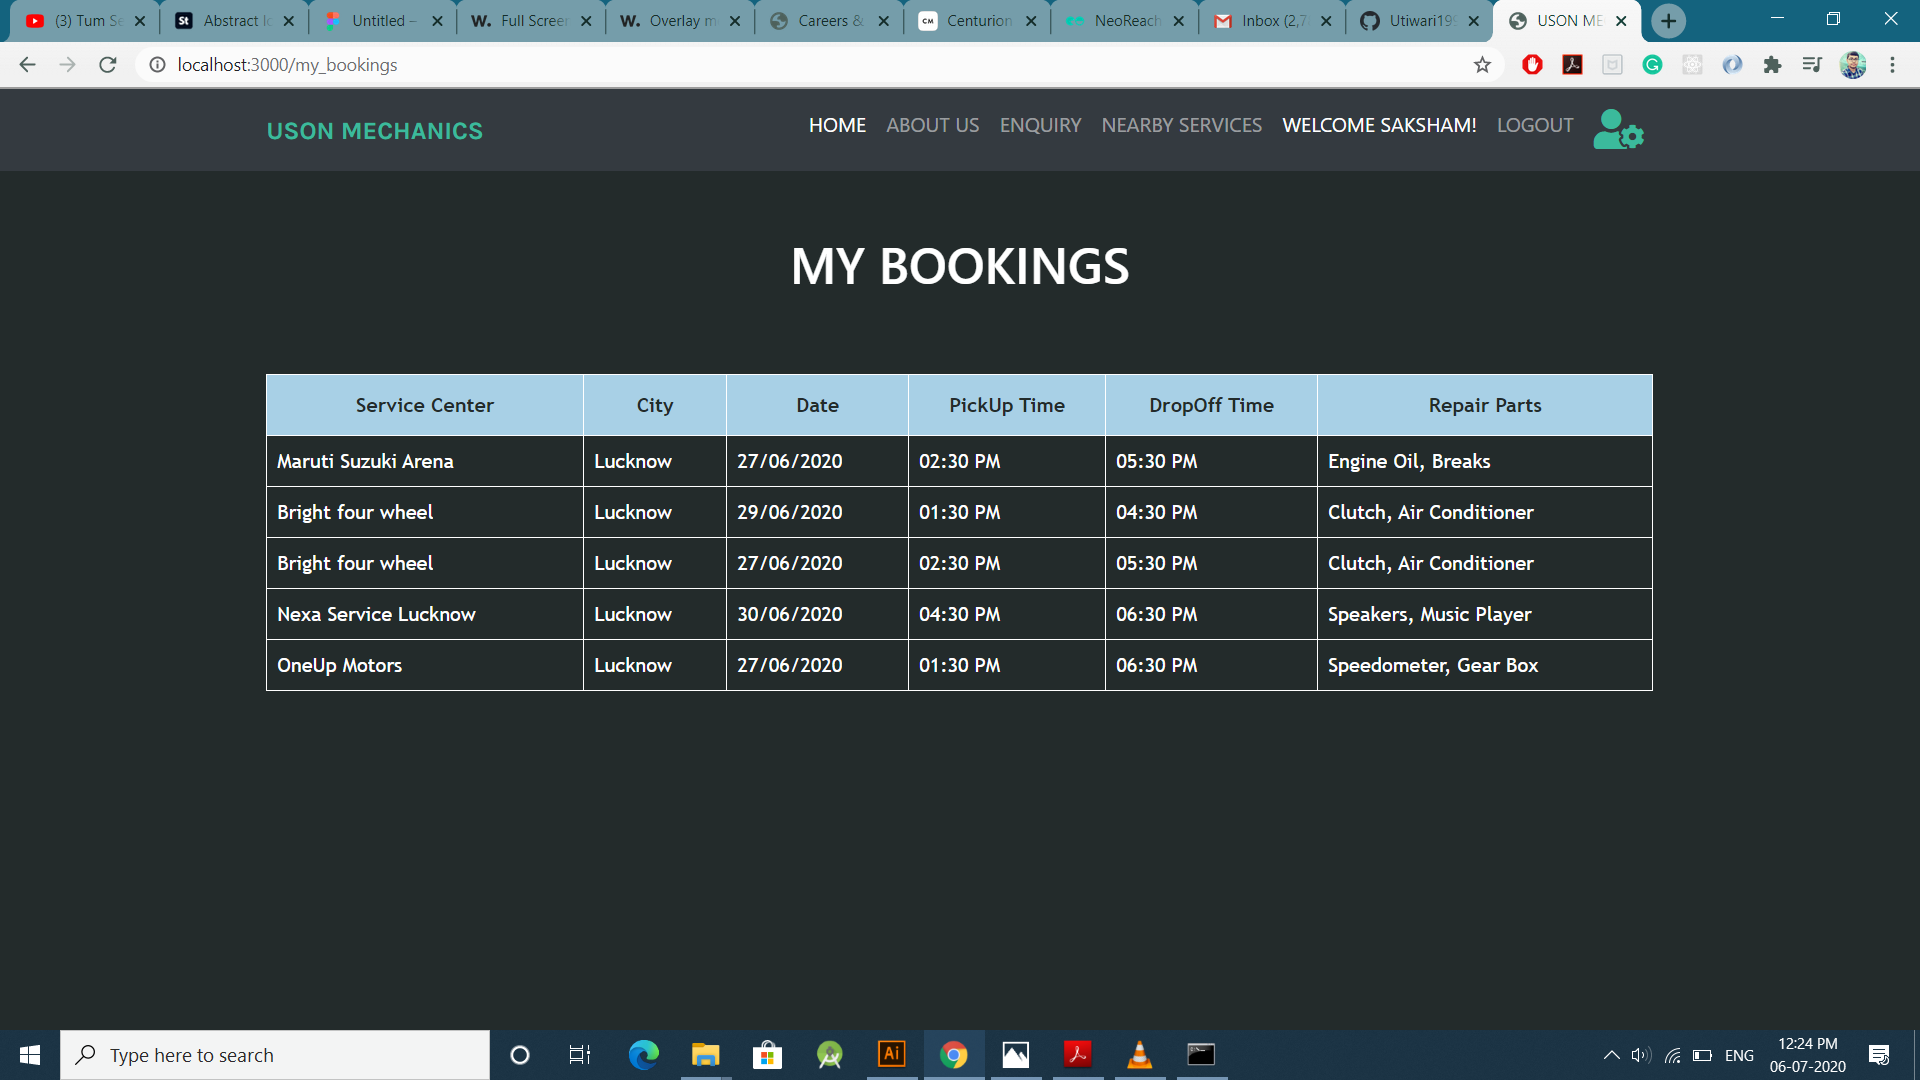 (3) Tum Se
Abstract Ic
Untitled –
Full Screen
Overlay m
Careers &
Centurion
NeoReach
Inbox (2,7
Utiwari199
USON ME
localhost:3000/my_bookings
USON MECHANICS
HOME ABOUT US ENQUIRY NEARBY SERVICES WELCOME SAKSHAM! LOGOUT
MY BOOKINGS
Service Center City Date PickUp Time DropOff Time Repair Parts
Maruti Suzuki Arena Lucknow 27/06/2020 02:30 PM 05:30 PM Engine Oil, Breaks
Bright four wheel Lucknow 29/06/2020 01:30 PM 04:30 PM Clutch, Air Conditioner
Bright four wheel Lucknow 27/06/2020 02:30 PM 05:30 PM Clutch, Air Conditioner
Nexa Service Lucknow Lucknow 30/06/2020 04:30 PM 06:30 PM Speakers, Music Player
OneUp Motors Lucknow 27/06/2020 01:30 PM 06:30 PM Speedometer, Gear Box
Type here to search
Ai
ENG
12:24 PM
06-07-2020